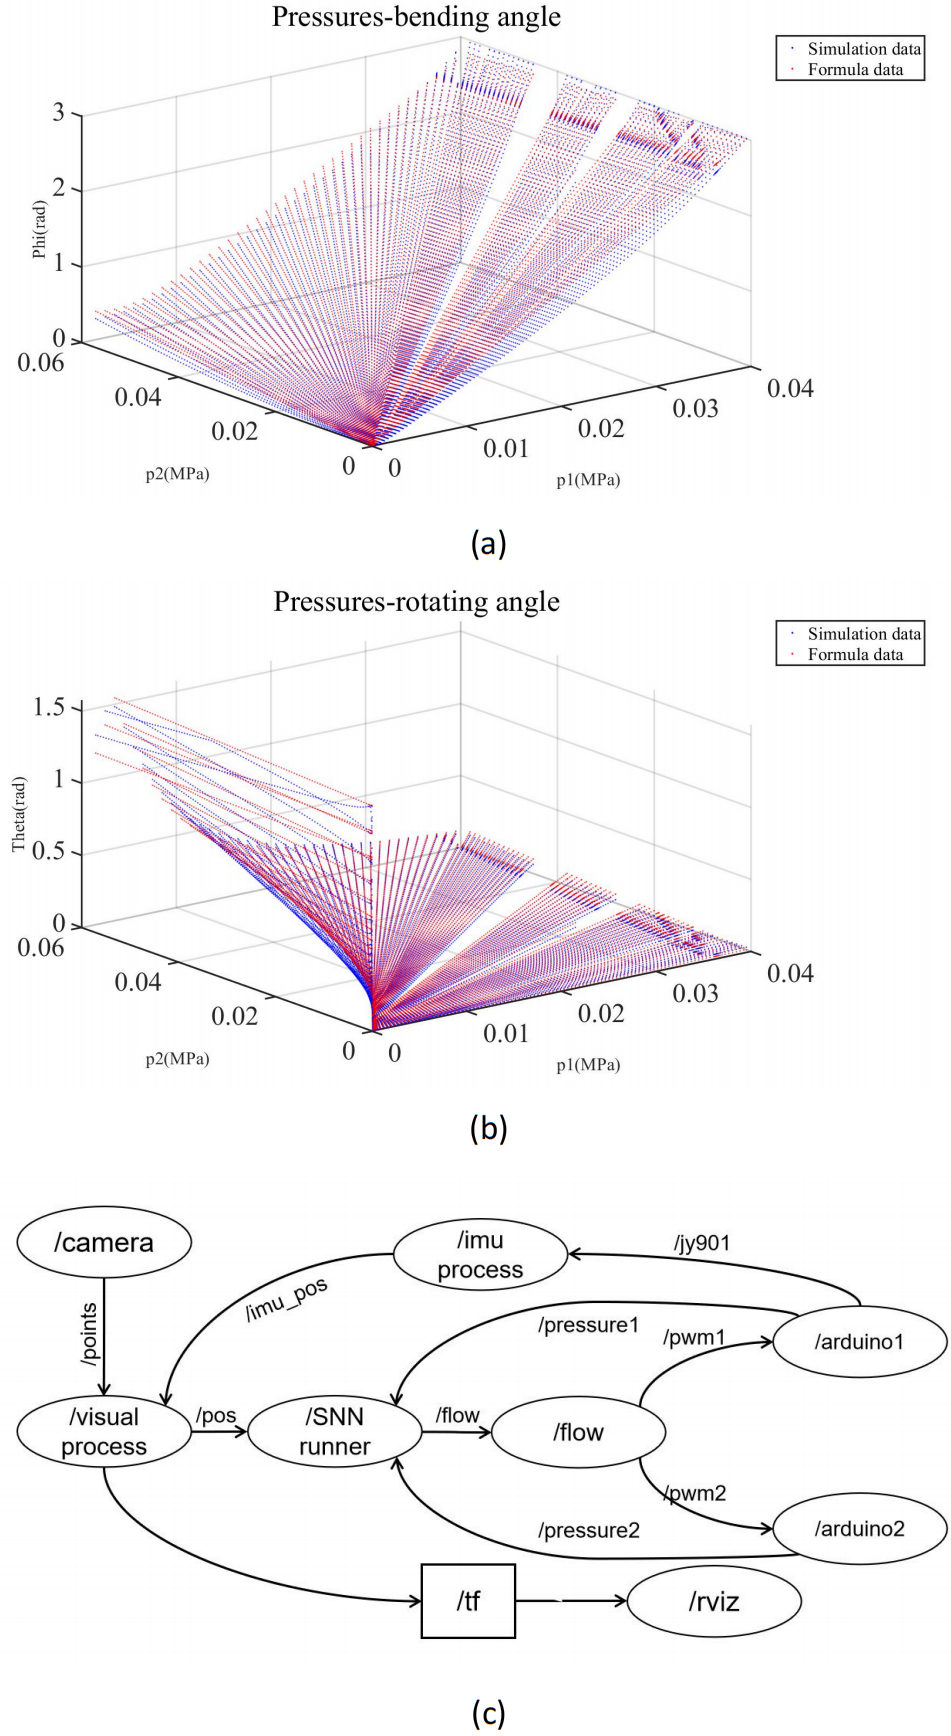 Pressures-bending angle
Simulation data
Formula data
3
2
1
0
Phi(rad)
0.06
0.04
0.02
0
p2(MPa)
0
0.01
0.02
0.03
0.04
p1(MPa)
(a)
Pressures-rotating angle
Simulation data
Formula data
1.5
1
0.5
0
Theta(rad)
0.06
0.04
0.02
0
p2(MPa)
0
0.01
0.02
0.03
0.04
p1(MPa)
(b)
/camera
/imu
process
/jy901
/imu_pos
/points
/pressure1
/pwm1
/arduino1
/visual
process
/pos
/SNN
runner
/flow
/flow
/pwm2
/pressure2
/arduino2
/tf
/rviz
(c)